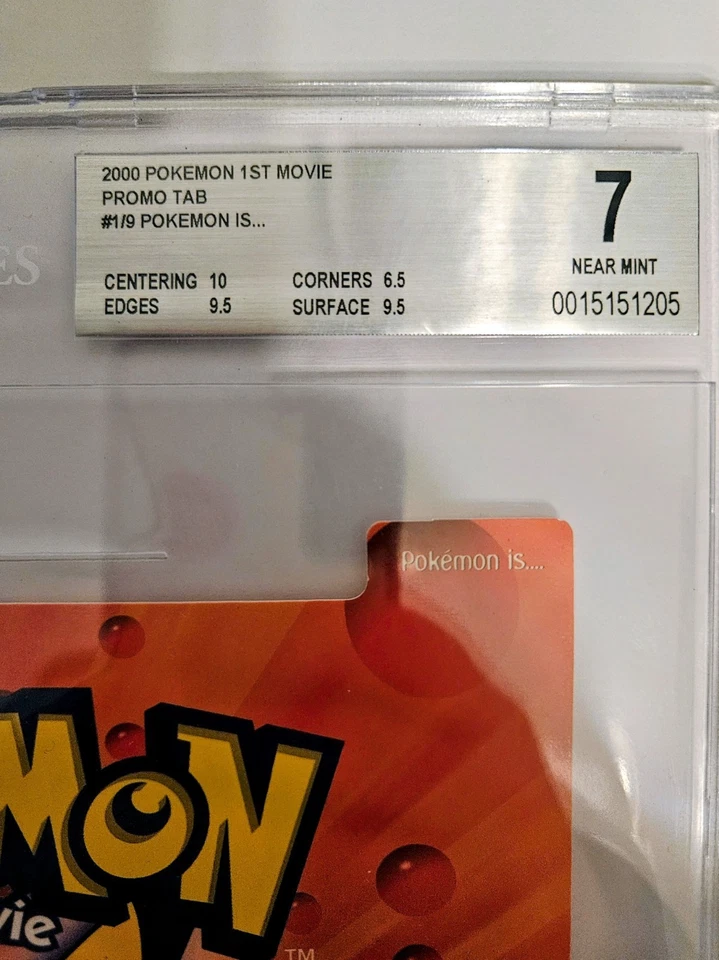 2000 POKEMON 1ST MOVIE
PROMO TAB
#1/9 POKEMON IS...
7
NEAR MINT
CENTERING 10 CORNERS 6.5
EDGES 9.5 SURFACE 9.5
0015151205
ES
Pokémon is....
MON
vie
TM